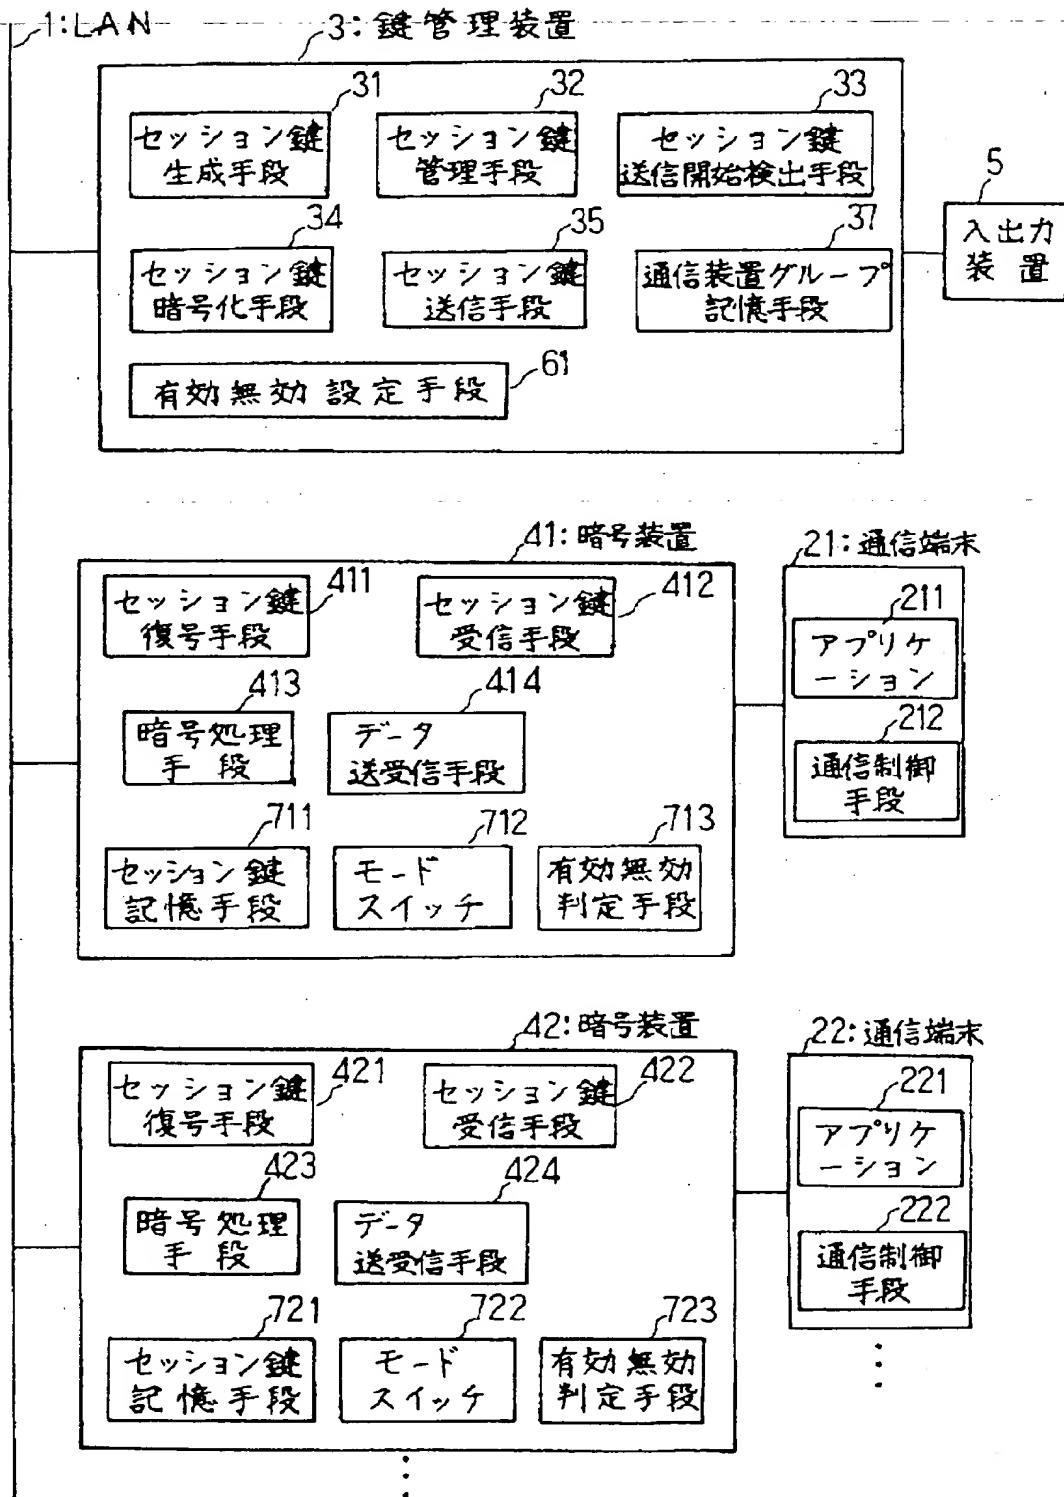 1:LAN
3:鍵管理装置
31
セッション鍵
生成手段
32
セッション鍵
管理手段
33
セッション鍵
送信開始検出手段
5
入出力
装置
34
セッション鍵
暗号化手段
35
セッション鍵
送信手段
37
通信装置グループ
記憶手段
61
有効無効設定手段
41:暗号装置
411
セッション鍵
復号手段
412
セッション鍵
受信手段
413
暗号処理
手段
414
データ
送受信手段
711
セッション鍵
記憶手段
712
モード
スイッチ
713
有効無効
判定手段
21:通信端末
211
アプリケ
ーション
212
通信制御
手段
42:暗号装置
421
セッション鍵
復号手段
422
セッション鍵
受信手段
423
暗号処理
手段
424
データ
送受信手段
721
セッション鍵
記憶手段
722
モード
スイッチ
723
有効無効
判定手段
22:通信端末
221
アプリケ
ーション
222
通信制御
手段